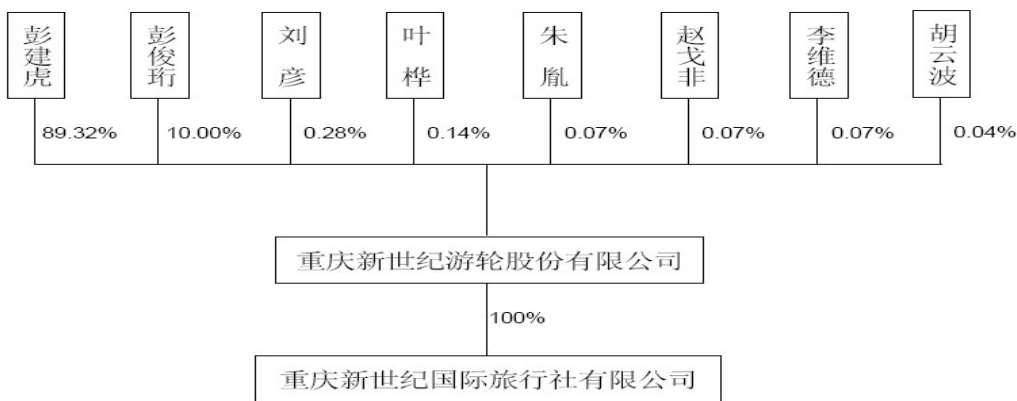 彭建虎
彭俊珩
刘彦
叶桦
朱胤
赵戈非
李维德
胡云波
89.32%
10.00%
0.28%
0.14%
0.07%
0.07%
0.07%
0.04%
重庆新世纪游轮股份有限公司
100%
重庆新世纪国际旅行社有限公司